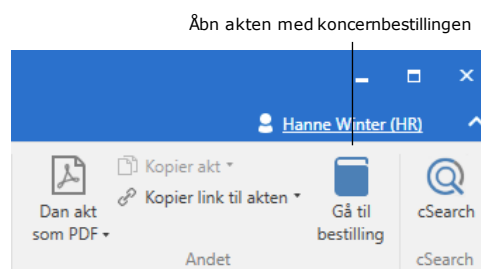 Åbn akten med koncernbestillingen
Hanne Winter (HR)
Kopier akt
Kopier link til akten
Dan akt
som PDF
Gå til
bestilling
cSearch
Andet
cSearch